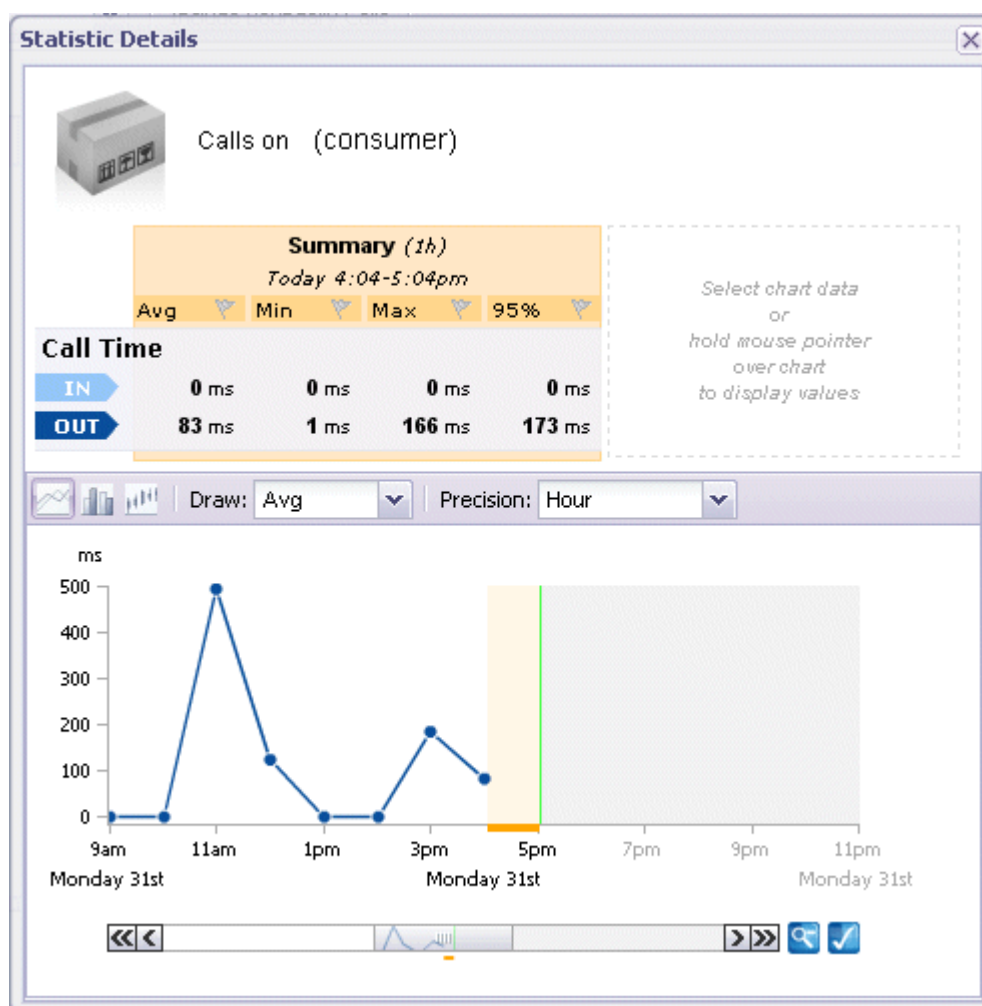 Statistic Details
Calls on (consumer)
Summary (1h)
Today 4:04-5:04pm
Avg Min Max 95%
Select chart data
or
hold mouse pointer
over chart
to display values
Call Time
IN 0 ms 0 ms 0 ms 0 ms
OUT 83 ms 1 ms 166 ms 173 ms
Draw: Avg Precision: Hour
ms
500
400
300
200
100
0
9am 11am 1pm 3pm 5pm 7pm 9pm 11pm
Monday 31st Monday 31st Monday 31st